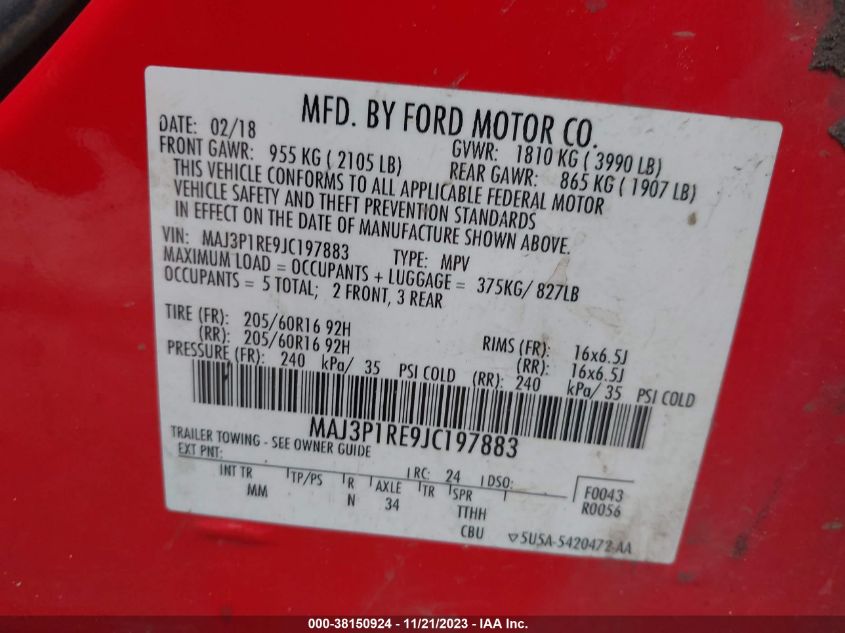 MFD. BY FORD MOTOR CO.
DATE: 02/18 GVWR: 1810 KG ( 3990 LB)
FRONT GAWR: 955 KG ( 2105 LB) REAR GAWR: 865 KG ( 1907 LB)
THIS VEHICLE CONFORMS TO ALL APPLICABLE FEDERAL MOTOR
VEHICLE SAFETY AND THEFT PREVENTION STANDARDS
IN EFFECT ON THE DATE OF MANUFACTURE SHOWN ABOVE.
VIN: MAJ3P1RE9JC197883 TYPE: MPV
MAXIMUM LOAD = OCCUPANTS + LUGGAGE = 375KG/ 827LB
OCCUPANTS = 5 TOTAL; 2 FRONT, 3 REAR
TIRE (FR): 205/60R16 92H RIMS (FR): 16x6.5J
(RR): 205/60R16 92H (RR): 16x6.5J
PRESSURE (FR): 240 kPa/ 35 PSI COLD (RR): 240 kPa/ 35 PSI COLD
MAJ3P1RE9JC197883
TRAILER TOWING - SEE OWNER GUIDE
EXT PNT: RC: 24 DSO: F0043
INT TR TP/PS R AXLE TR SPR R0056
MM N 34 TTHH
CBU 5U5A-5420472-AA
000-38150924 - 11/21/2023 - IAA Inc.